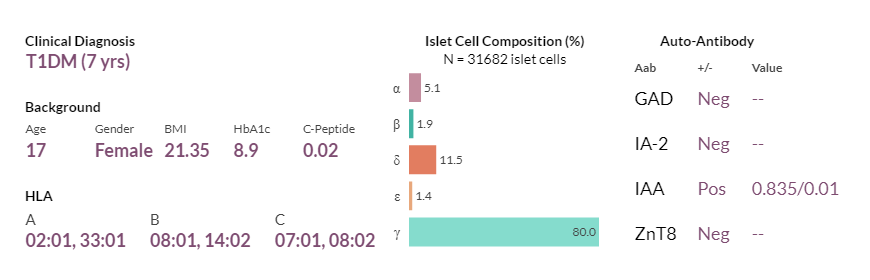 Clinical Diagnosis
T1DM (7 yrs)
Background
Age Gender BMI HbA1c C-Peptide
17 Female 21.35 8.9 0.02
HLA
A B C
02:01, 33:01 08:01, 14:02 07:01, 08:02
Islet Cell Composition (%)
N = 31682 islet cells
α 5.1
β 1.9
δ 11.5
ε 1.4
γ 80.0
Auto-Antibody
Aab +/- Value
GAD Neg --
IA-2 Neg --
IAA Pos 0.835/0.01
ZnT8 Neg --